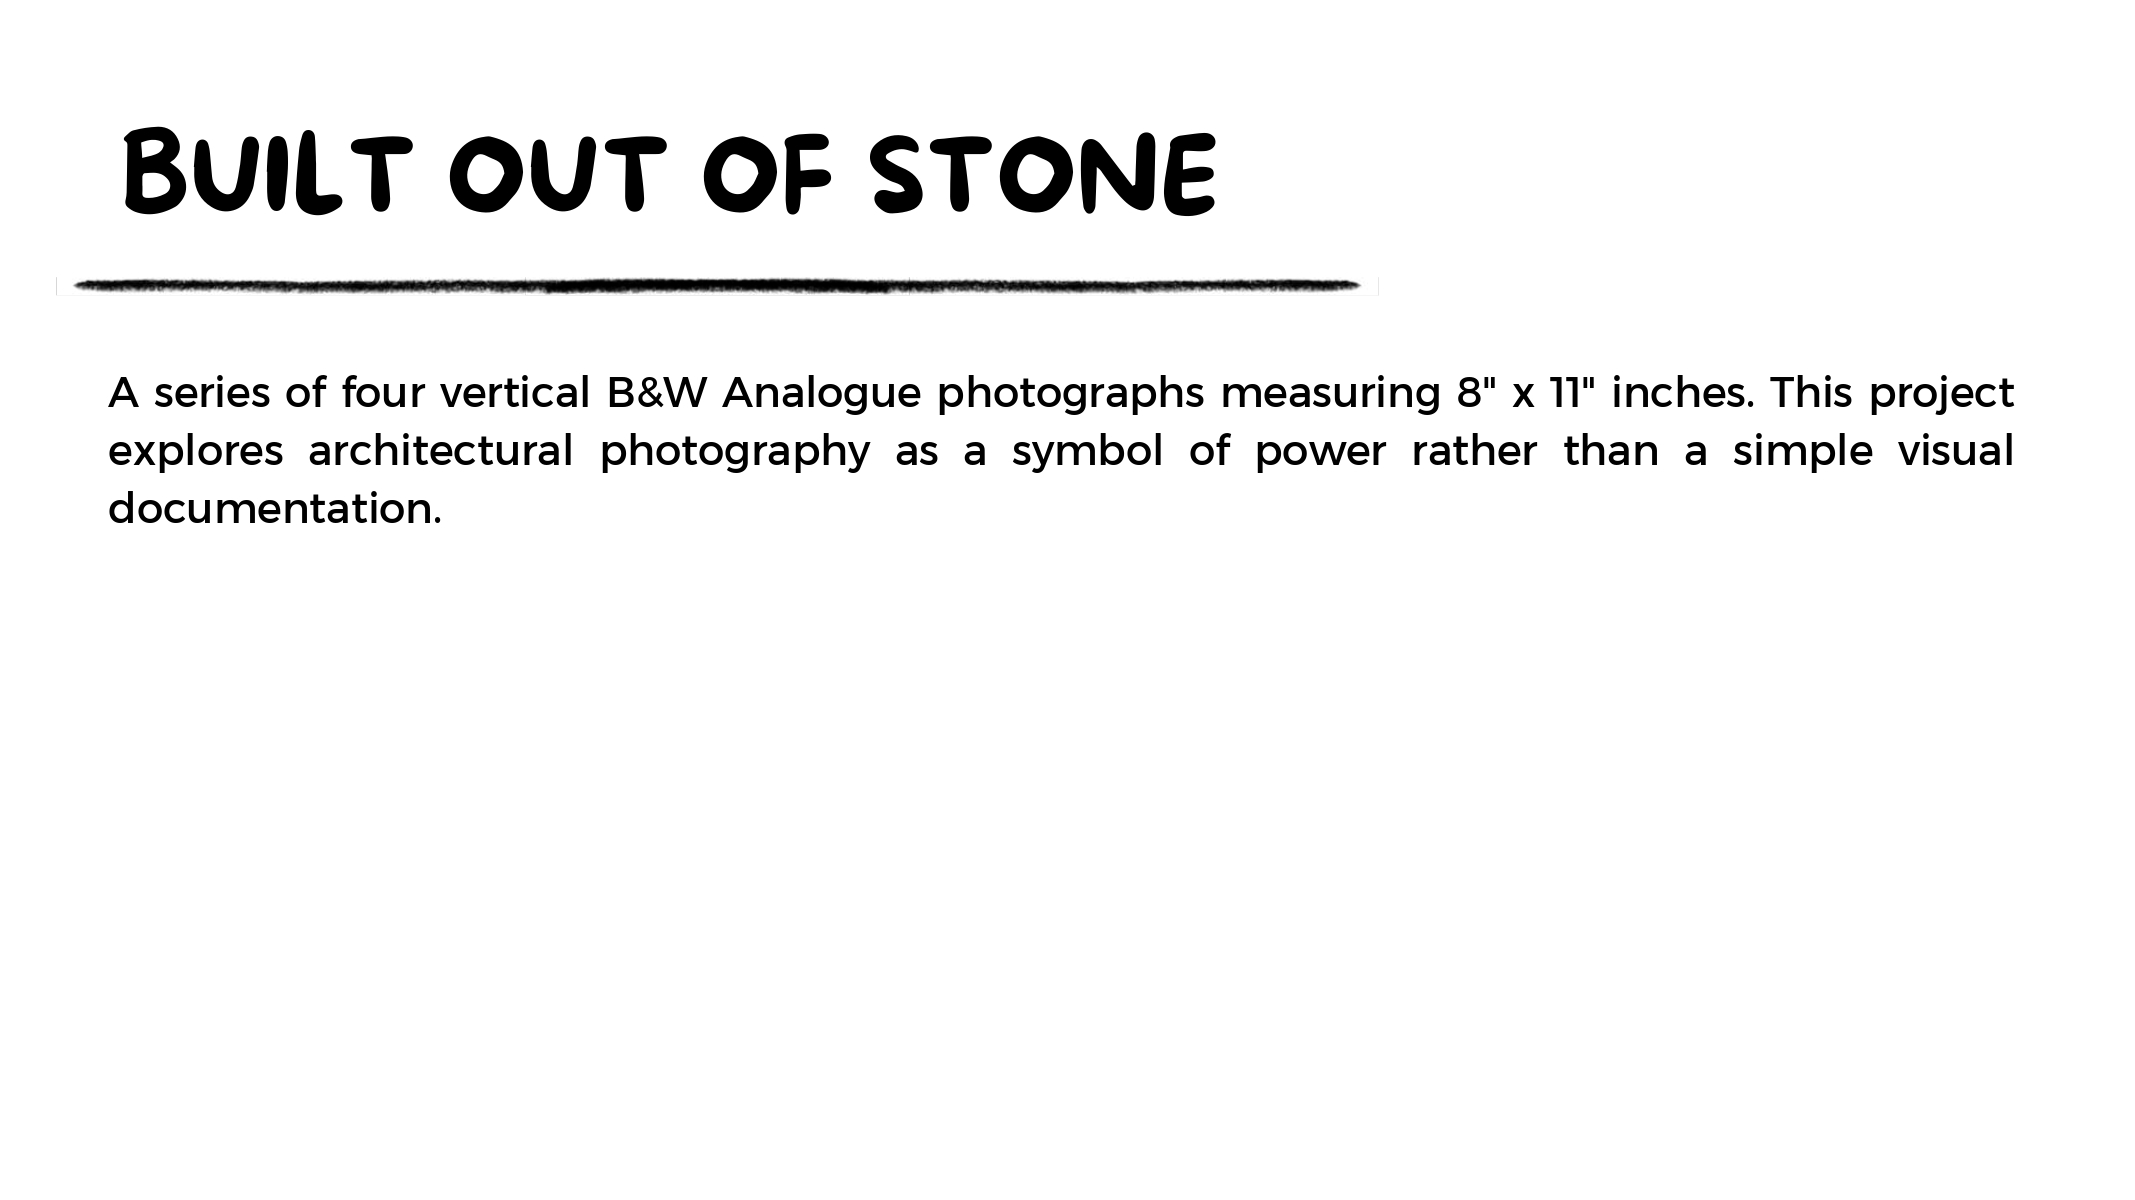 BUILT OUT OF STONE
A series of four vertical B&W Analogue photographs measuring 8" x 11" inches. This project
explores architectural photography as a symbol of power rather than a simple visual
documentation.